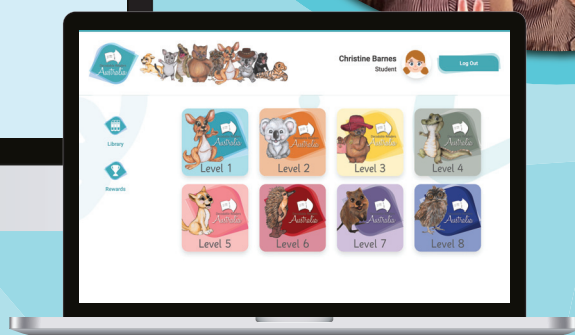 Australia
Christine Barnes
Student
Log Out
Library
Rewards
Australia
Level 1
Australia
Level 2
Australia
Level 3
Australia
Level 4
Australia
Level 5
Australia
Level 6
Australia
Level 7
Australia
Level 8